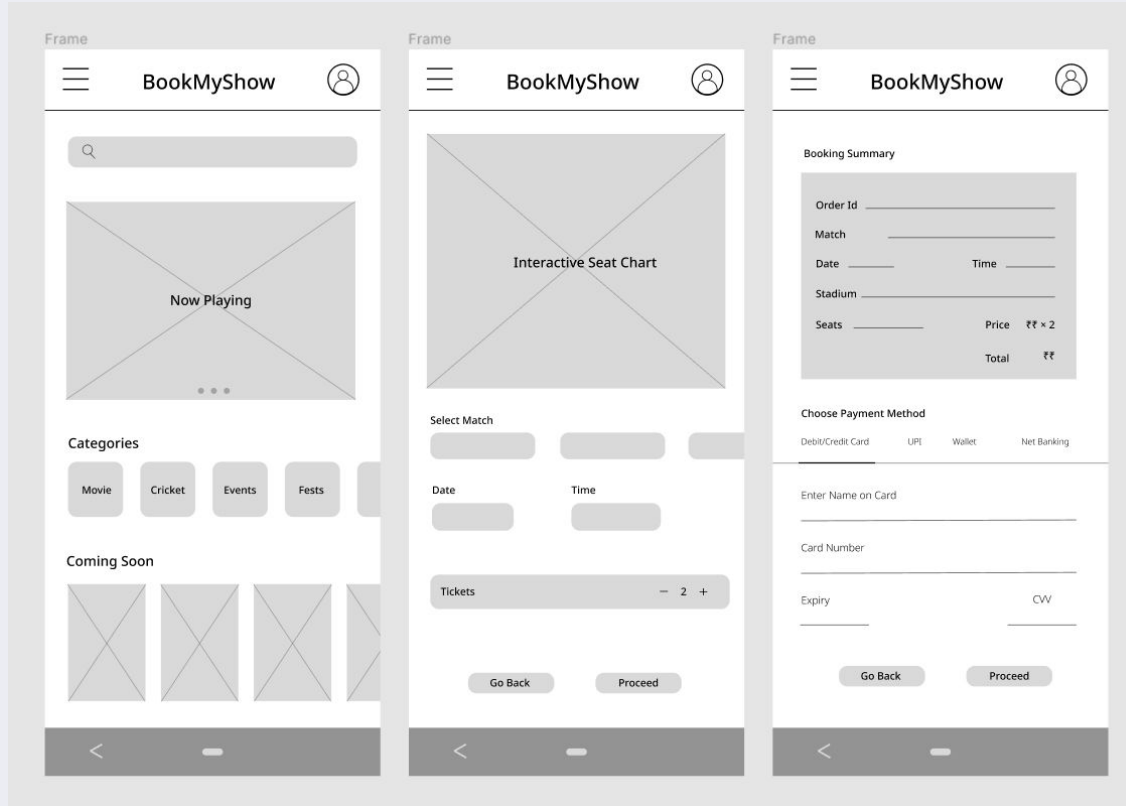 Frame
BookMyShow
Now Playing
Categories
Movie Cricket Events Fests
Coming Soon
Frame
BookMyShow
Interactive Seat Chart
Select Match
Date Time
Tickets − 2 +
Go Back Proceed
Frame
BookMyShow
Booking Summary
Order Id
Match
Date Time
Stadium
Seats Price ₹₹ × 2
Total ₹₹
Choose Payment Method
Debit/Credit Card UPI Wallet Net Banking
Enter Name on Card
Card Number
Expiry CVV
Go Back Proceed